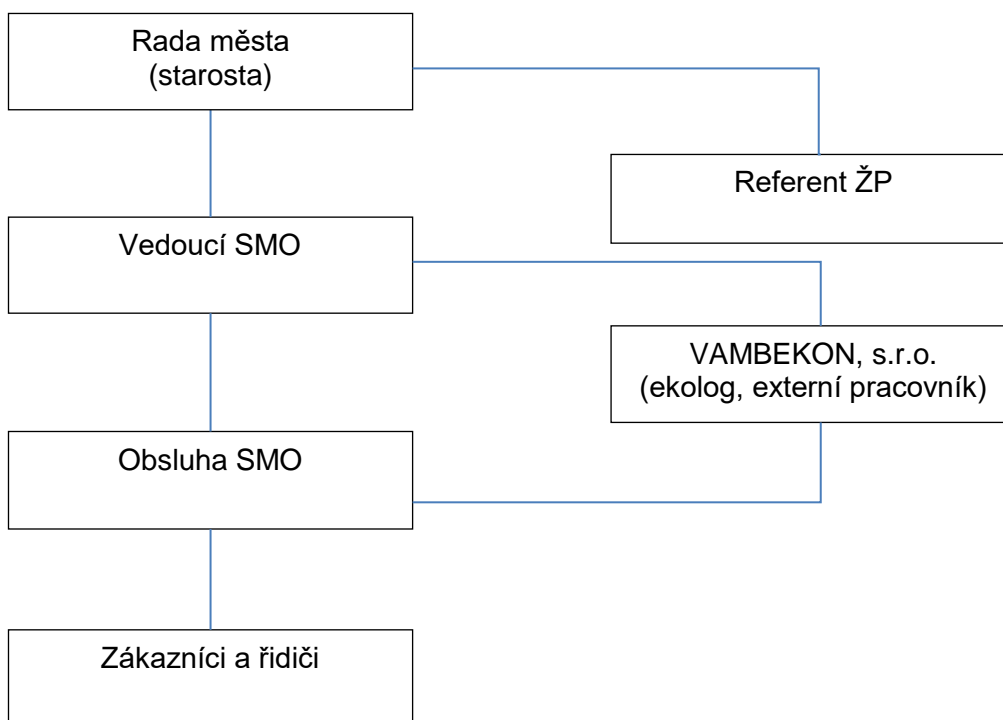 Rada města
(starosta)
Referent ŽP
Vedoucí SMO
VAMBEKON, s.r.o.
(ekolog, externí pracovník)
Obsluha SMO
Zákazníci a řidiči